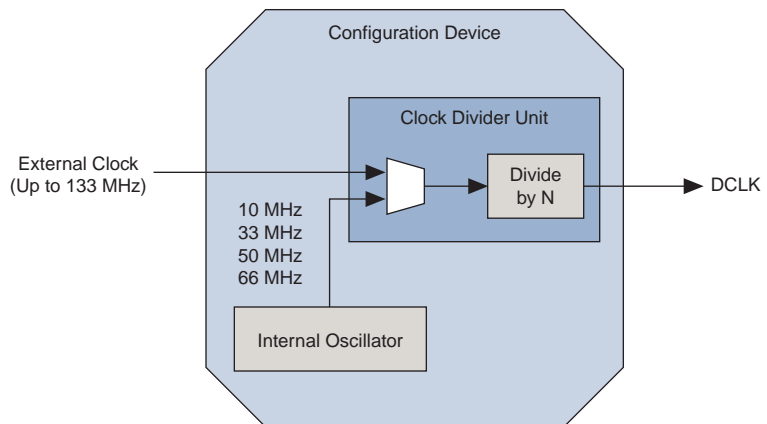 Configuration Device
Clock Divider Unit
External Clock
(Up to 133 MHz)
Divide
by N
DCLK
10 MHz
33 MHz
50 MHz
66 MHz
Internal Oscillator